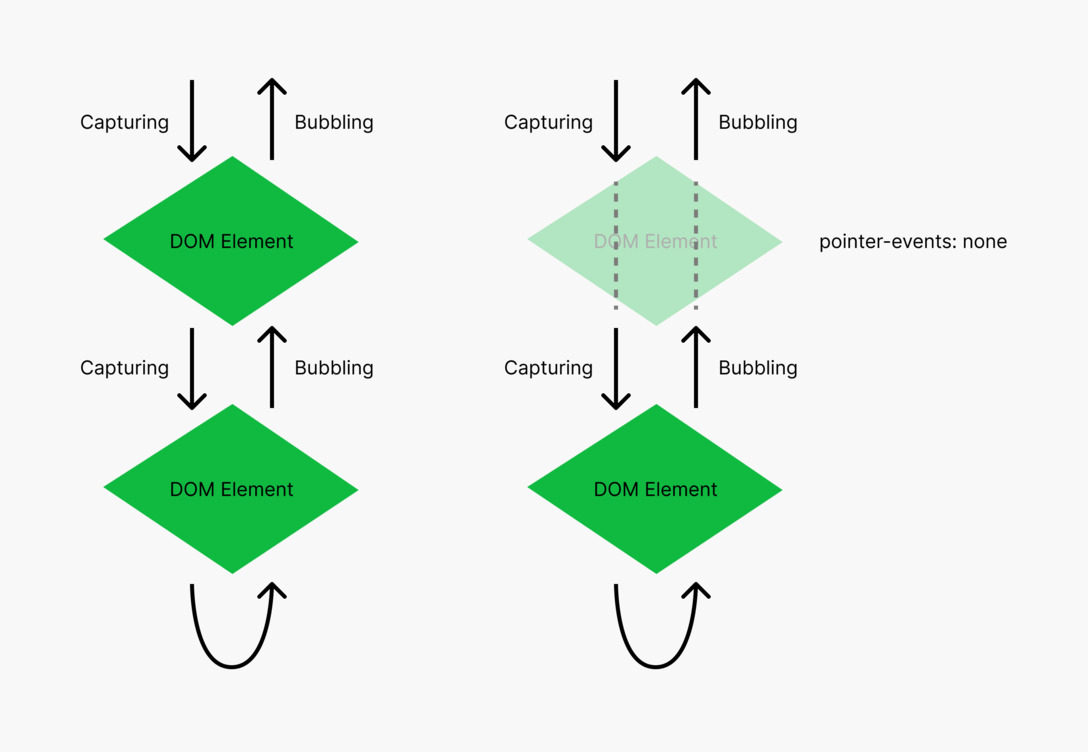 Capturing
Bubbling
DOM Element
Capturing
Bubbling
DOM Element
Capturing
Bubbling
DOM Element
pointer-events: none
Capturing
Bubbling
DOM Element